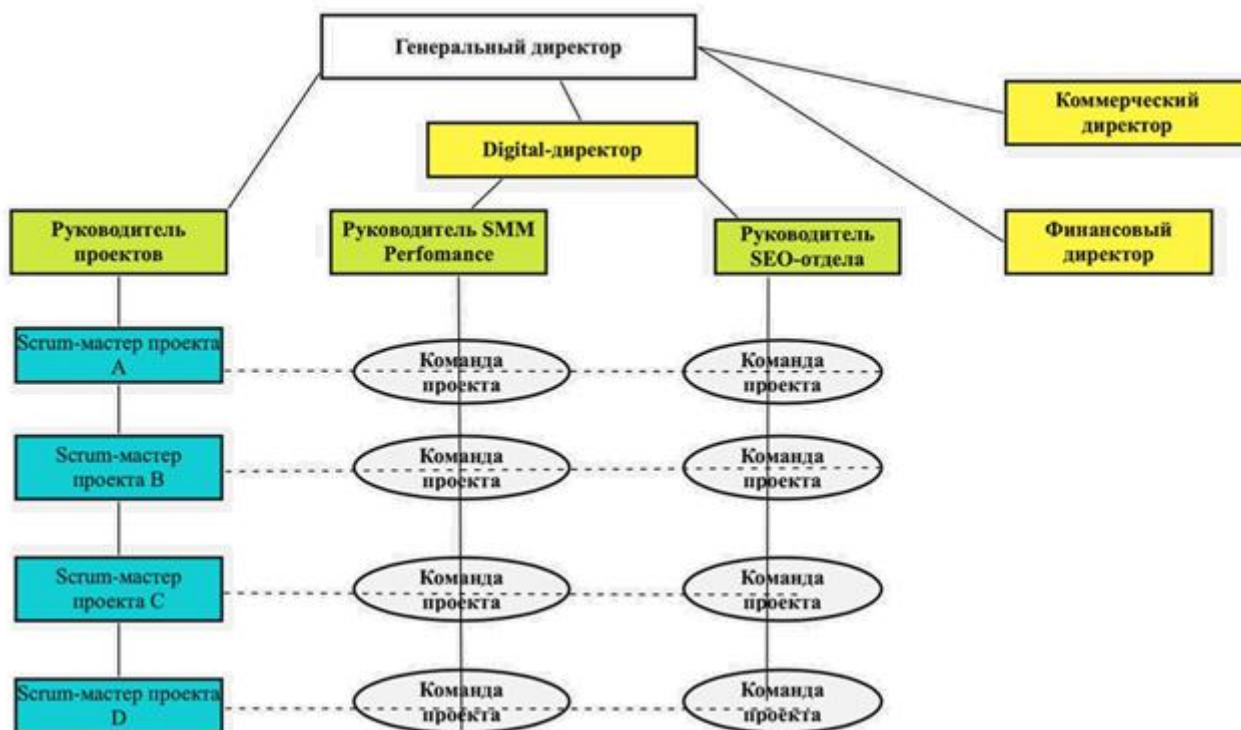 Генеральный директор
Коммерческий
директор
Digital-директор
Руководитель
проектов
Руководитель SMM
Perfomance
Руководитель
SEO-отдела
Финансовый
директор
Scrum-мастер проекта
A
Команда
проекта
Команда
проекта
Scrum-мастер
проекта B
Команда
проекта
Команда
проекта
Scrum-мастер
проекта C
Команда
проекта
Команда
проекта
Scrum-мастер проекта
D
Команда
проекта
Команда
проекта